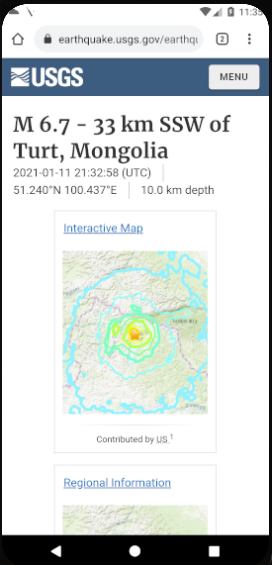 11:35
earthquake.usgs.gov/earthqu
2
USGS
MENU
M 6.7 - 33 km SSW of
Turt, Mongolia
2021-01-11 21:32:58 (UTC)
51.240°N 100.437°E
10.0 km depth
Interactive Map
Contributed by US 1
Regional Information